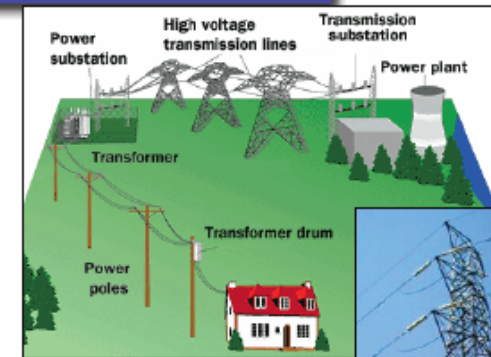 Power
substation
High voltage
transmission lines
Transmission
substation
Power plant
Transformer
Transformer drum
Power
poles